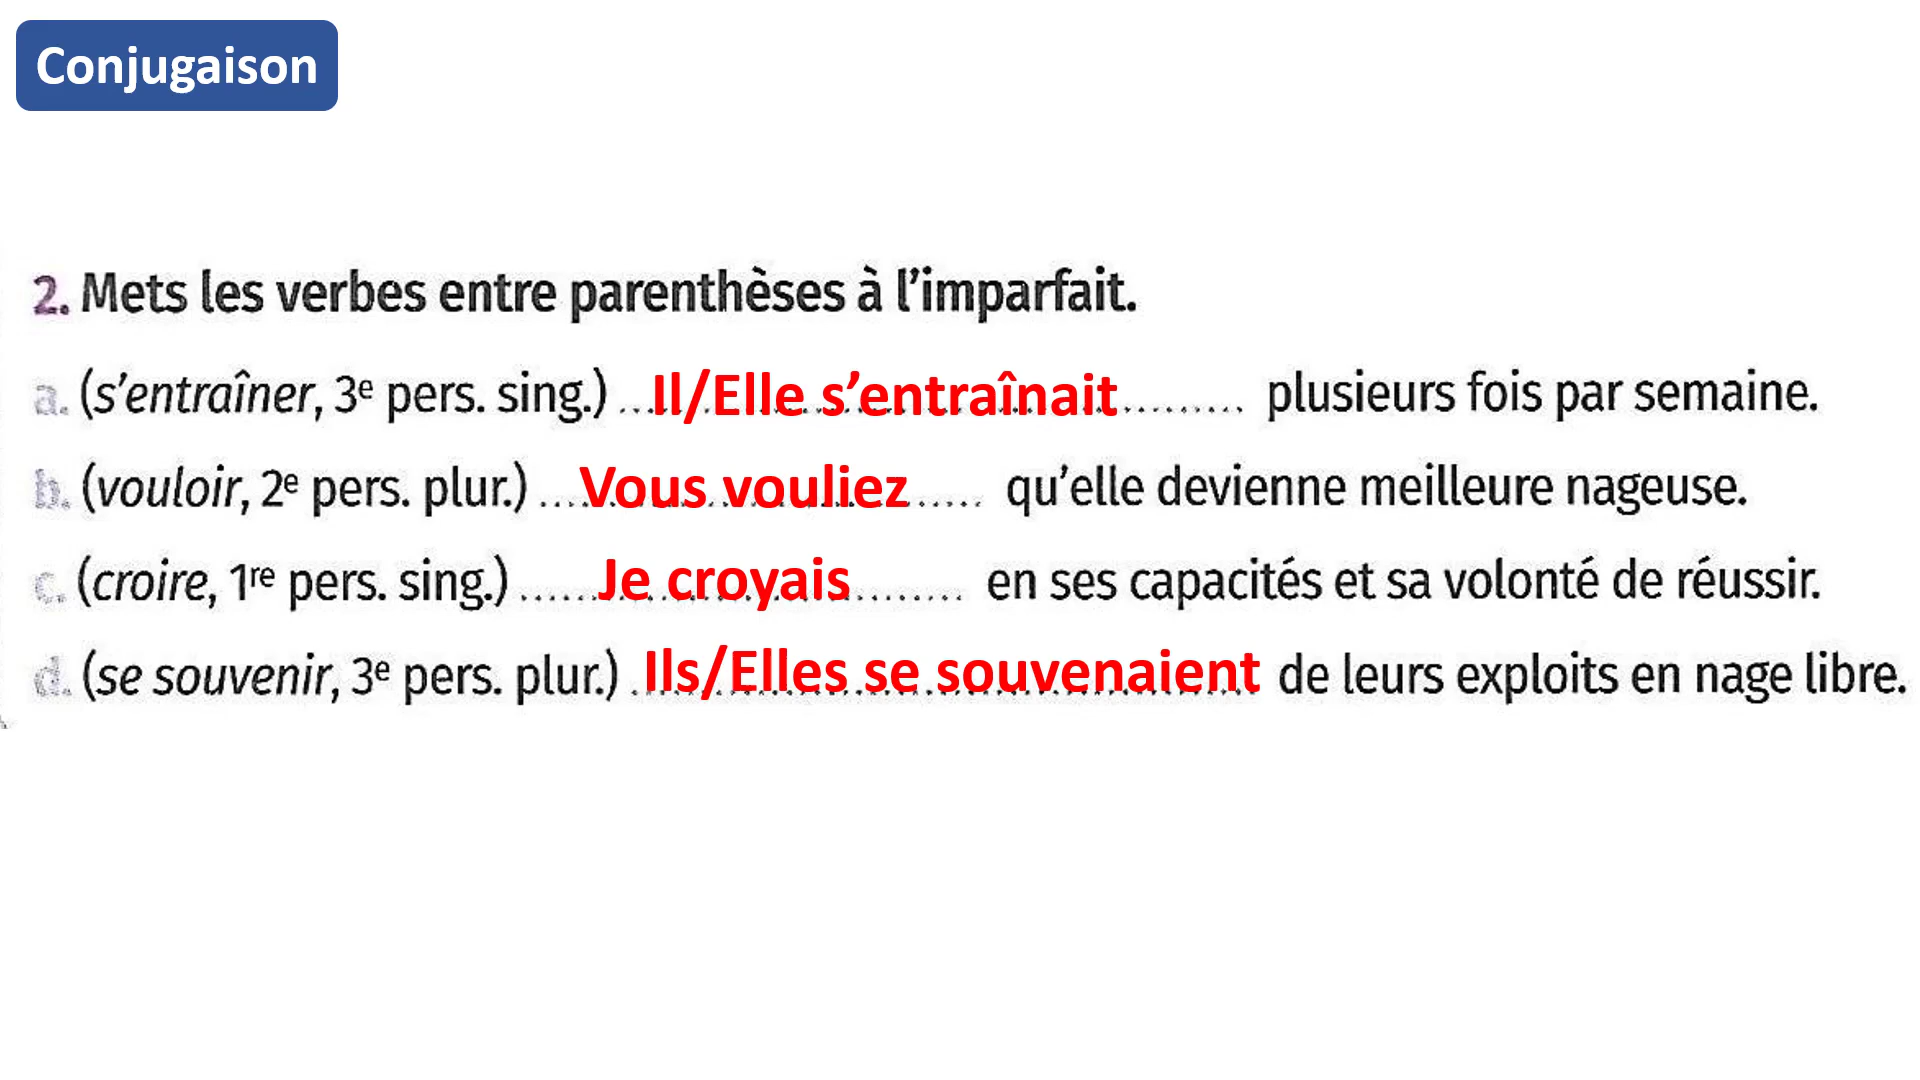 Conjugaison
2. Mets les verbes entre parenthèses à l'imparfait.
a. (s'entraîner, 3e pers. sing.) Il/Elle s'entraînait plusieurs fois par semaine.
b. (vouloir, 2e pers. plur.) Vous vouliez qu'elle devienne meilleure nageuse.
c. (croire, 1re pers. sing.) Je croyais en ses capacités et sa volonté de réussir.
d. (se souvenir, 3e pers. plur.) Ils/Elles se souvenaient de leurs exploits en nage libre.